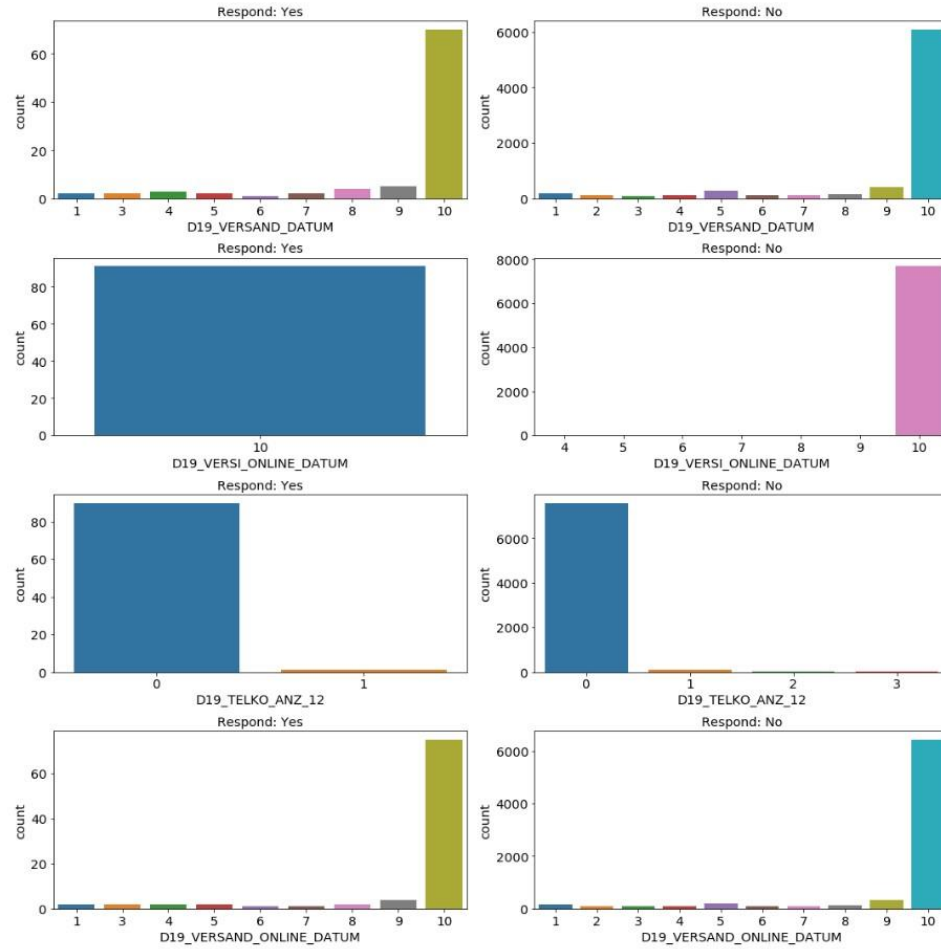 Respond: Yes
Respond: No
60
40
20
0
count
1 3 4 5 6 7 8 9 10
D19_VERSAND_DATUM
6000
4000
2000
0
count
1 2 3 4 5 6 7 8 9 10
D19_VERSAND_DATUM
Respond: Yes
Respond: No
80
60
40
20
0
count
10
D19_VERSI_ONLINE_DATUM
8000
6000
4000
2000
0
count
4 5 6 7 8 9 10
D19_VERSI_ONLINE_DATUM
Respond: Yes
Respond: No
80
60
40
20
0
count
0 1
D19_TELKO_ANZ_12
6000
4000
2000
0
count
0 1 2 3
D19_TELKO_ANZ_12
Respond: Yes
Respond: No
60
40
20
0
count
1 3 4 5 6 7 8 9 10
D19_VERSAND_ONLINE_DATUM
6000
4000
2000
0
count
1 2 3 4 5 6 7 8 9 10
D19_VERSAND_ONLINE_DATUM